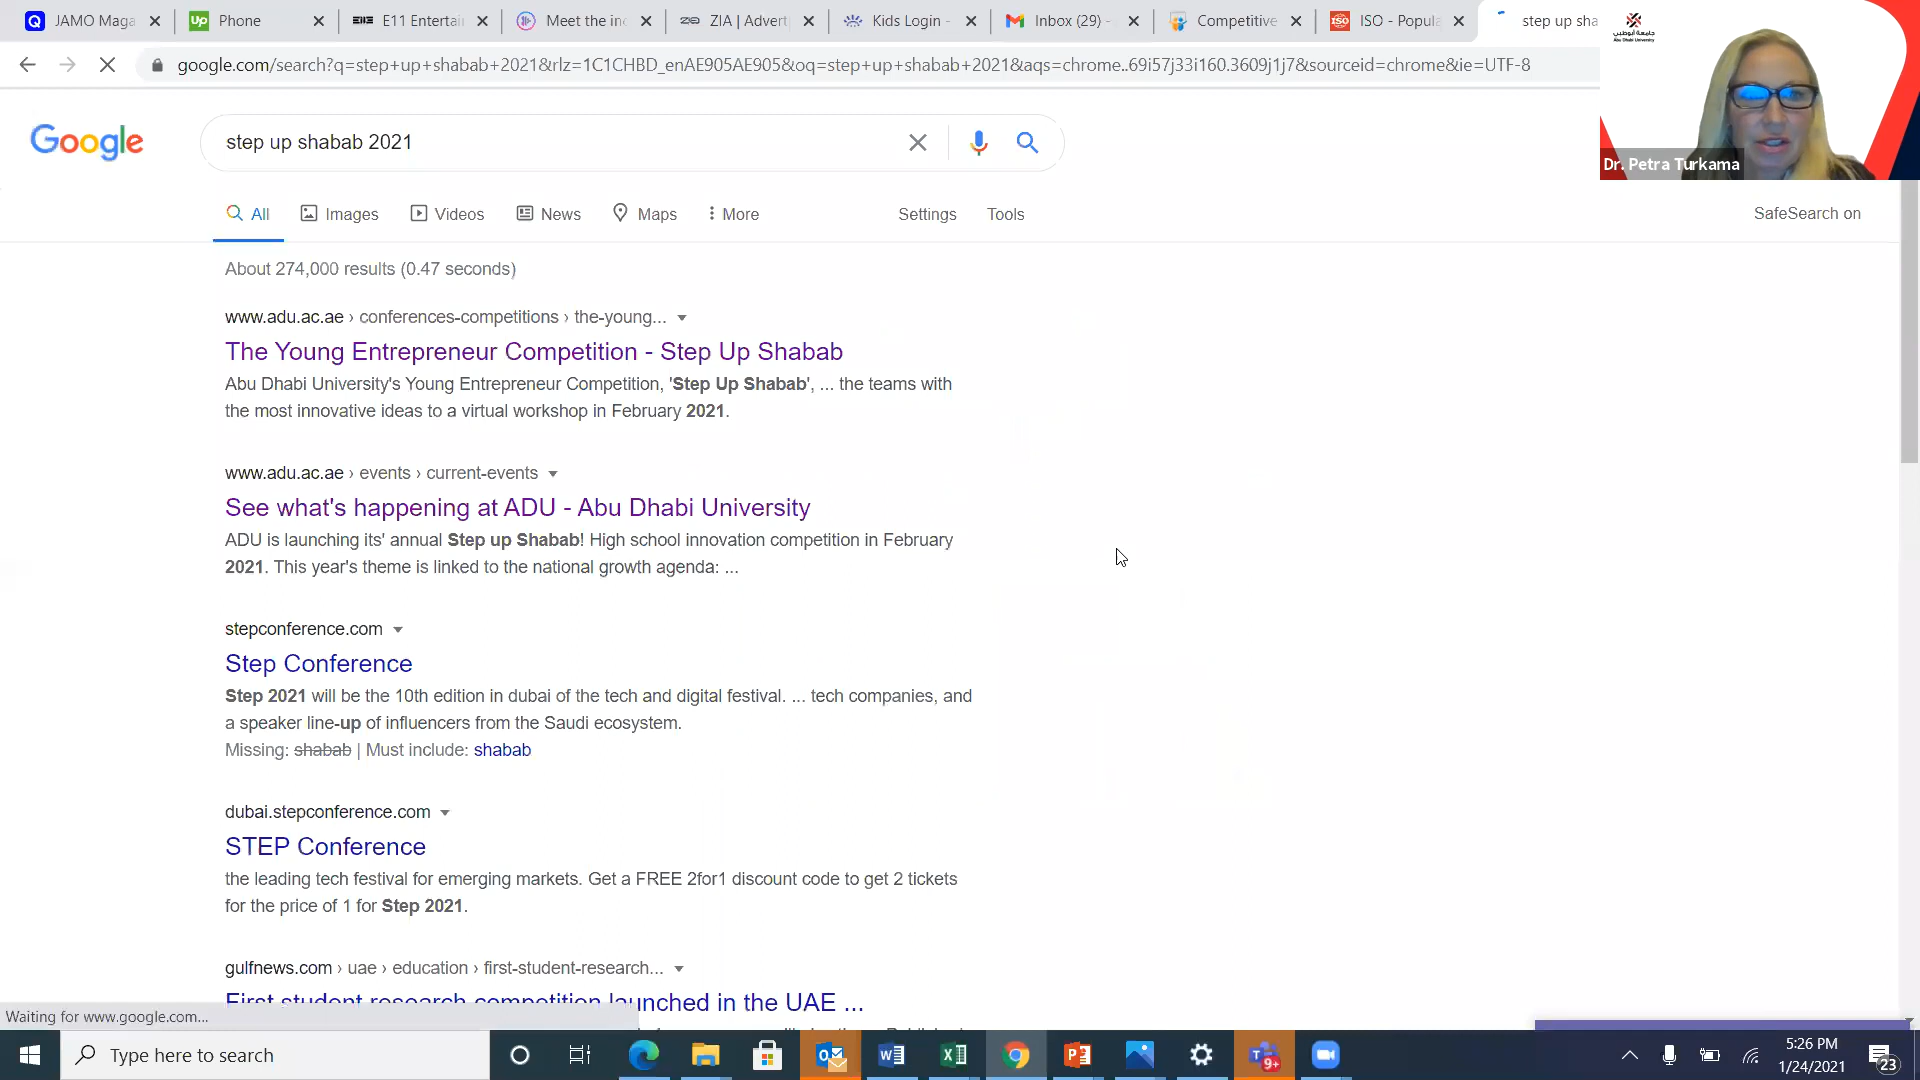 JAMO Maga
Phone
E11 Entertai
Meet the in
ZIA | Advert
Kids Login -
Inbox (29) -
Competitive
ISO - Popula
step up sha
google.com/search?q=step+up+shabab+2021&rlz=1C1CHBD_enAE905AE905&oq=step+up+shabab+2021&aqs=chrome..69i57j33i160.3609j1j7&sourceid=chrome&ie=UTF-8
جامعة أبوظبي
Abu Dhabi University
Dr. Petra Turkama
Google
step up shabab 2021
All
Images
Videos
News
Maps
More
Settings
Tools
SafeSearch on
About 274,000 results (0.47 seconds)
www.adu.ac.ae › conferences-competitions › the-young...
The Young Entrepreneur Competition - Step Up Shabab
Abu Dhabi University's Young Entrepreneur Competition, 'Step Up Shabab', ... the teams with
the most innovative ideas to a virtual workshop in February 2021.
www.adu.ac.ae › events › current-events
See what's happening at ADU - Abu Dhabi University
ADU is launching its' annual Step up Shabab! High school innovation competition in February
2021. This year's theme is linked to the national growth agenda: ...
stepconference.com
Step Conference
Step 2021 will be the 10th edition in dubai of the tech and digital festival. ... tech companies, and
a speaker line-up of influencers from the Saudi ecosystem.
Missing: shabab | Must include: shabab
dubai.stepconference.com
STEP Conference
the leading tech festival for emerging markets. Get a FREE 2for1 discount code to get 2 tickets
for the price of 1 for Step 2021.
gulfnews.com › uae › education › first-student-research...
First student research competition launched in the UAE ...
Waiting for www.google.com...
Type here to search
9+
5:26 PM
1/24/2021
23